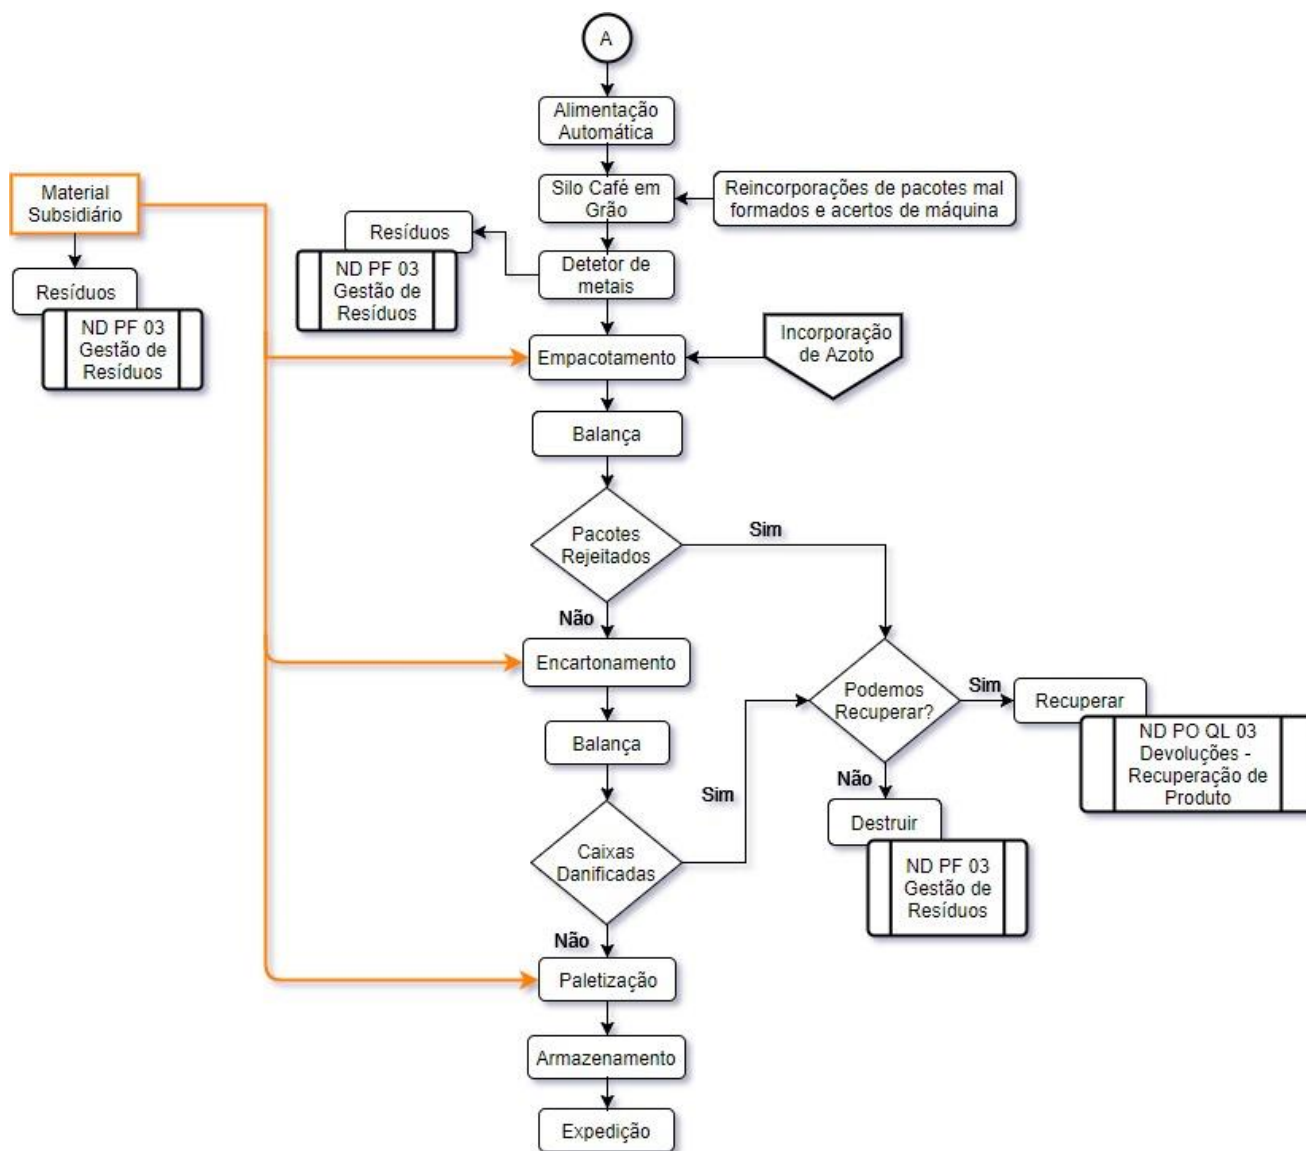 A
Alimentação
Automática
Material
Subsidiário
Silo Café em
Grão
Reincorporações de pacotes mal
formados e acertos de máquina
Resíduos
ND PF 03
Gestão de
Resíduos
Detetor de
metais
Resíduos
ND PF 03
Gestão de
Resíduos
Empacotamento
Incorporação
de Azoto
Balança
Pacotes
Rejeitados
Sim
Não
Encartonamento
Podemos
Recuperar?
Sim
Recuperar
ND PO QL 03
Devoluções -
Recuperação de
Produto
Balança
Sim
Não
Destruir
ND PF 03
Gestão de
Resíduos
Caixas
Danificadas
Não
Paletização
Armazenamento
Expedição